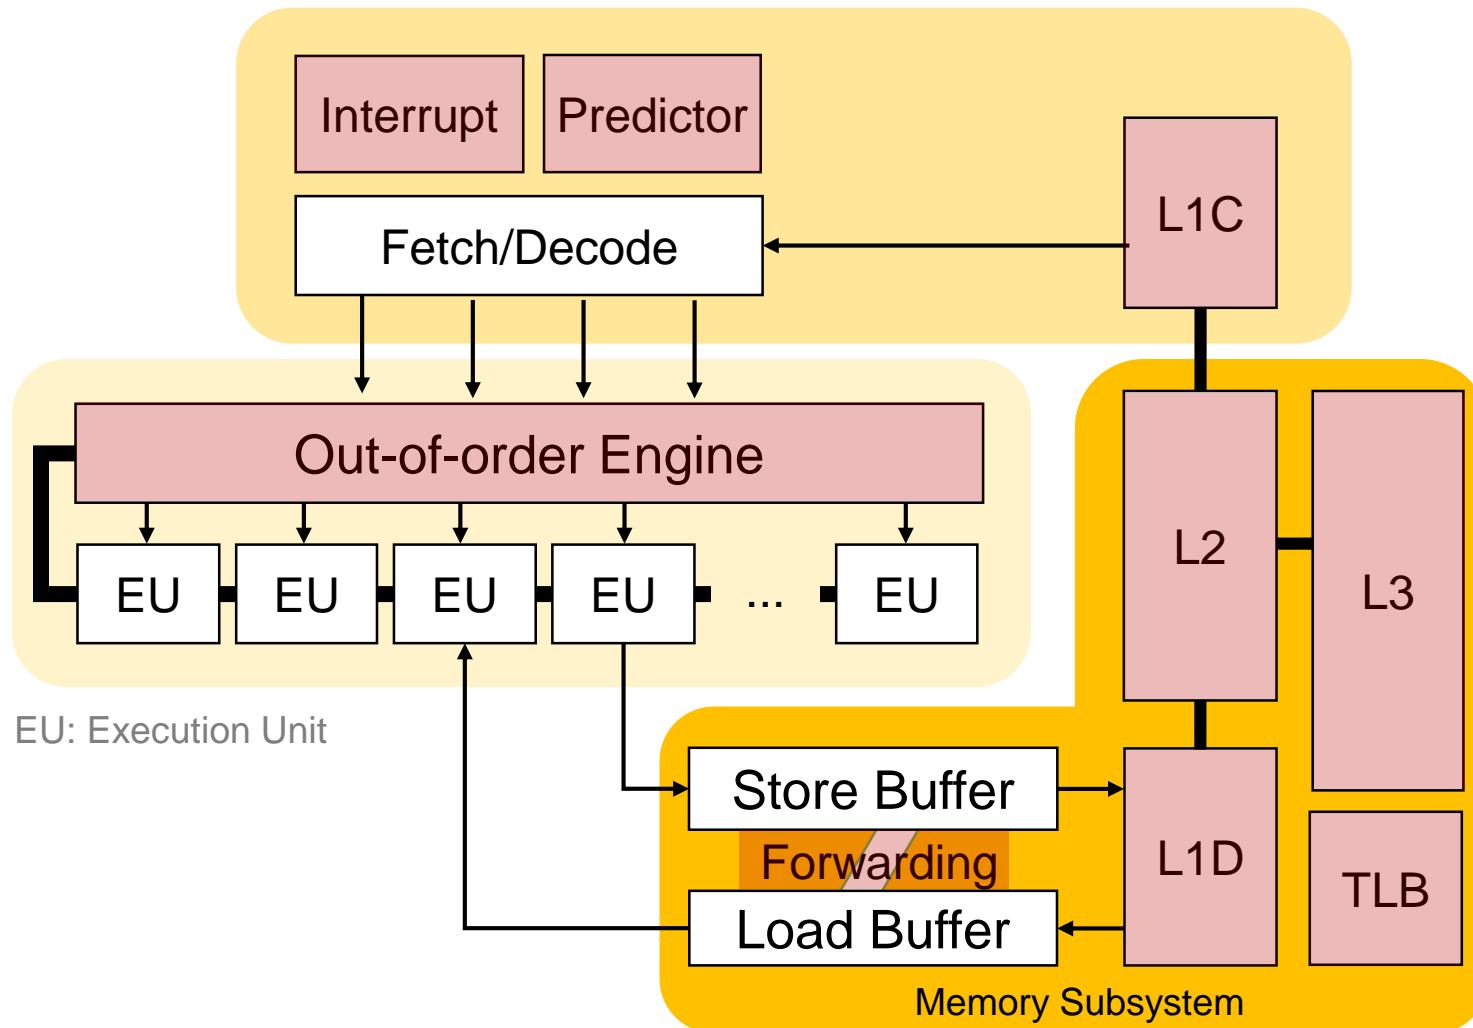 Interrupt
Predictor
L1C
Fetch/Decode
Out-of-order Engine
L2
L3
EU
EU
EU
EU
...
EU
EU: Execution Unit
Store Buffer
Forwarding
L1D
TLB
Load Buffer
Memory Subsystem